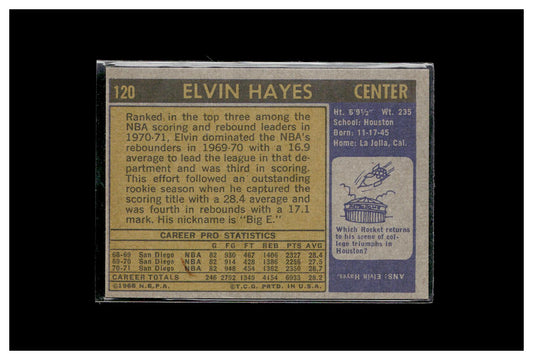 120 ELVIN HAYES CENTER
Ranked in the top three among the
NBA scoring and rebound leaders in
1970-71, Elvin dominated the NBA's
rebounders in 1969-70 with a 16.9
average to lead the league in that de-
partment and was third in scoring.
This effort followed an outstanding
rookie season when he captured the
scoring title with a 28.4 average and
was fourth in rebounds with a 17.1
mark. His nickname is "Big E."
CAREER PRO STATISTICS
G FG FT REB PTS AVG
68-69 San Diego NBA 82 930 467 1406 2327 28.4
69-70 San Diego NBA 82 914 428 1386 2256 27.5
70-71 San Diego NBA 82 948 454 1362 2350 28.7
CAREER TOTALS 246 2792 1349 4154 6933 28.2
©1968 N.B.P.A. ©T.C.G. PRTD. IN U.S.A.
Ht. 6'9½" Wt. 235
School: Houston
Born: 11-17-45
Home: La Jolla, Cal.
Which Rocket returns
to his scene of col-
lege triumphs in
Houston?
ANS: Elvin Hayes.